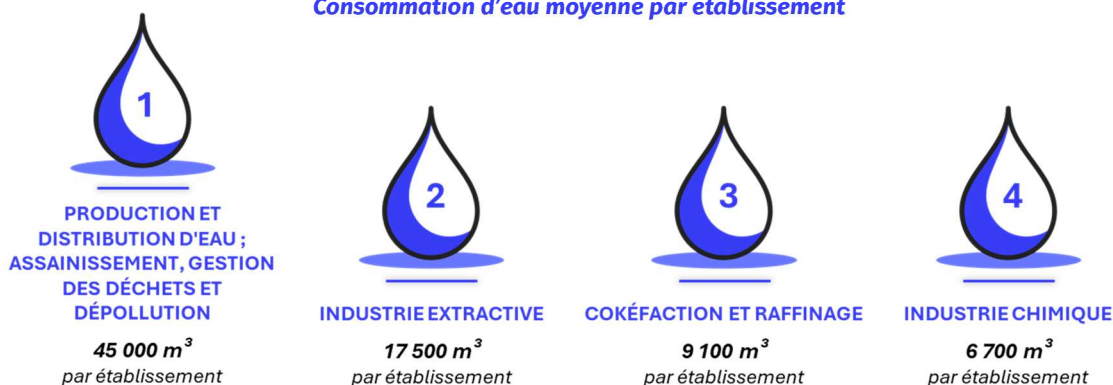 Consommation d'eau moyenne par établissement
1
PRODUCTION ET
DISTRIBUTION D'EAU ;
ASSAINISSEMENT, GESTION
DES DÉCHETS ET
DÉPOLLUTION
45 000 m³
par établissement
2
INDUSTRIE EXTRACTIVE
17 500 m³
par établissement
3
COKÉFACTION ET RAFFINAGE
9 100 m³
par établissement
4
INDUSTRIE CHIMIQUE
6 700 m³
par établissement